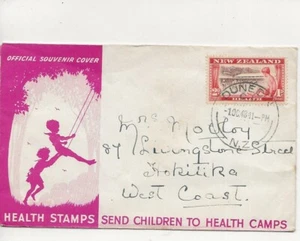 OFFICIAL SOUVENIR COVER
NEW ZEALAND
HEALTH
DUNEDIN
N.Z.
Mrs
87 Livingstone Street
Hokitika
West Coast.
HEALTH STAMPS SEND CHILDREN TO HEALTH CAMPS